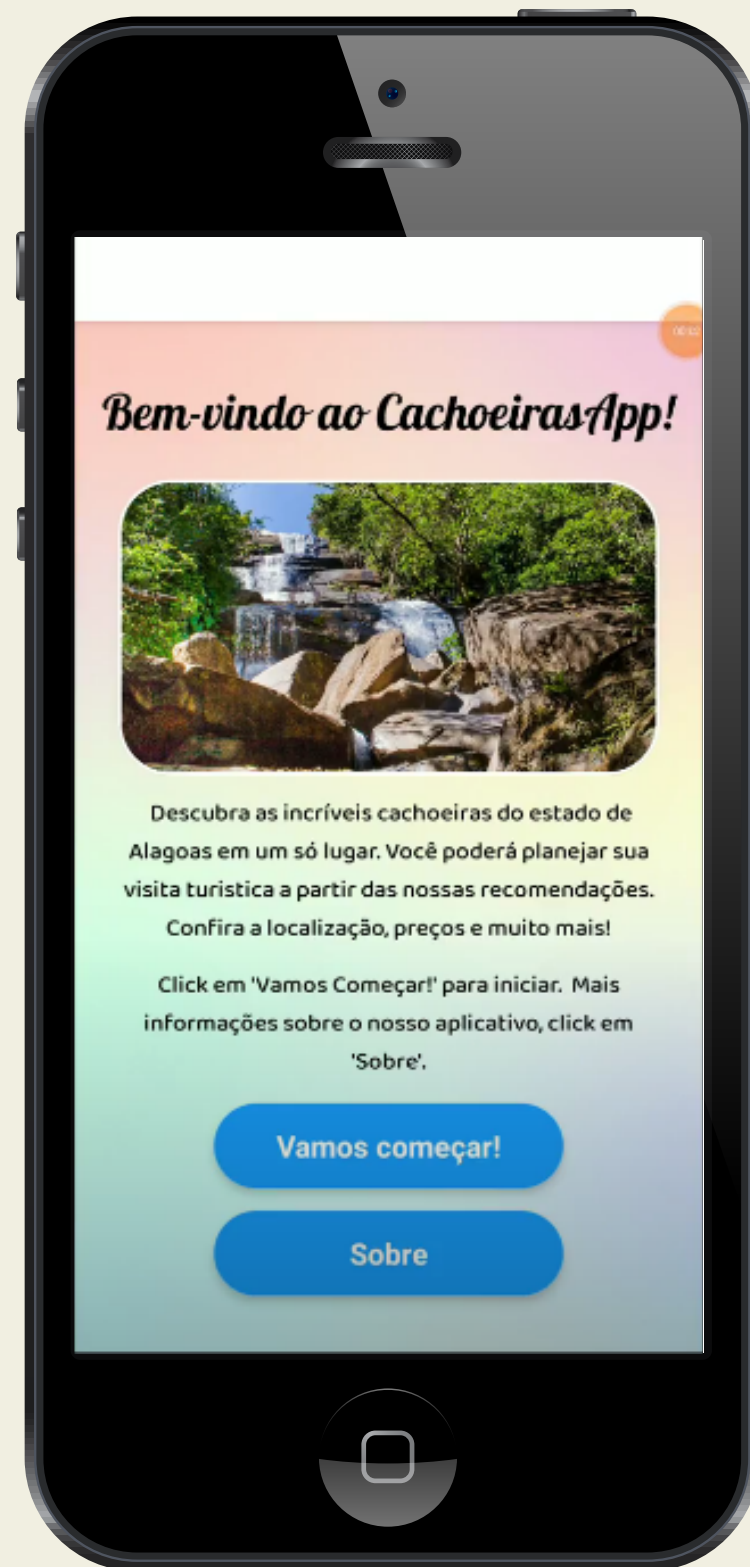 Bem-vindo ao CachoeirasApp!
Descubra as incríveis cachoeiras do estado de
Alagoas em um só lugar. Você poderá planejar sua
visita turistica a partir das nossas recomendações.
Confira a localização, preços e muito mais!
Click em 'Vamos Começar!' para iniciar.  Mais
informações sobre o nosso aplicativo, click em
'Sobre'.
Vamos começar!
Sobre